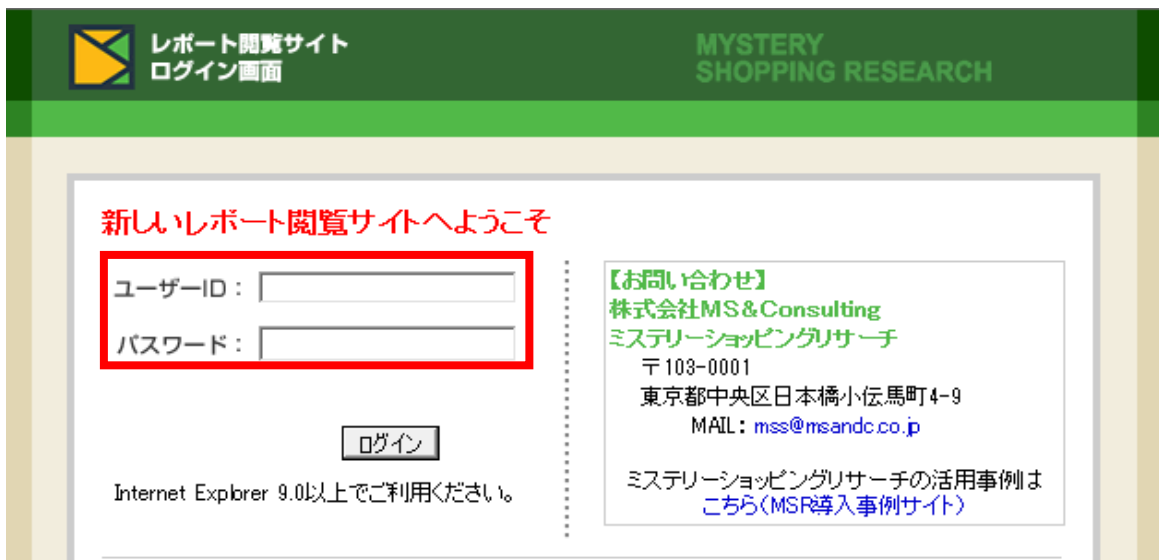 レポート閲覧サイト
ログイン画面
MYSTERY
SHOPPING RESEARCH
新しいレポート閲覧サイトへようこそ
ユーザーID：
パスワード：
ログイン
Internet Explorer 9.0以上でご利用ください。
【お問い合わせ】
株式会社MS&Consulting
ミステリーショッピングリサーチ
〒103-0001
東京都中央区日本橋小伝馬町4-9
MAIL：mss@msandc.co.jp
ミステリーショッピングリサーチの活用事例は
こちら（MSR導入事例サイト）